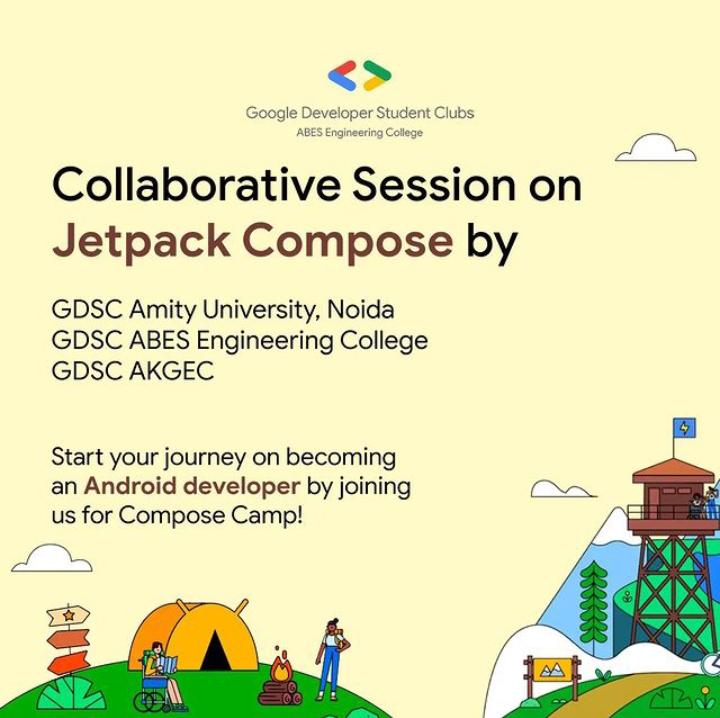 Google Developer Student Clubs
ABES Engineering College
Collaborative Session on
Jetpack Compose by
GDSC Amity University, Noida
GDSC ABES Engineering College
GDSC AKGEC
Start your journey on becoming
an Android developer by joining
us for Compose Camp!